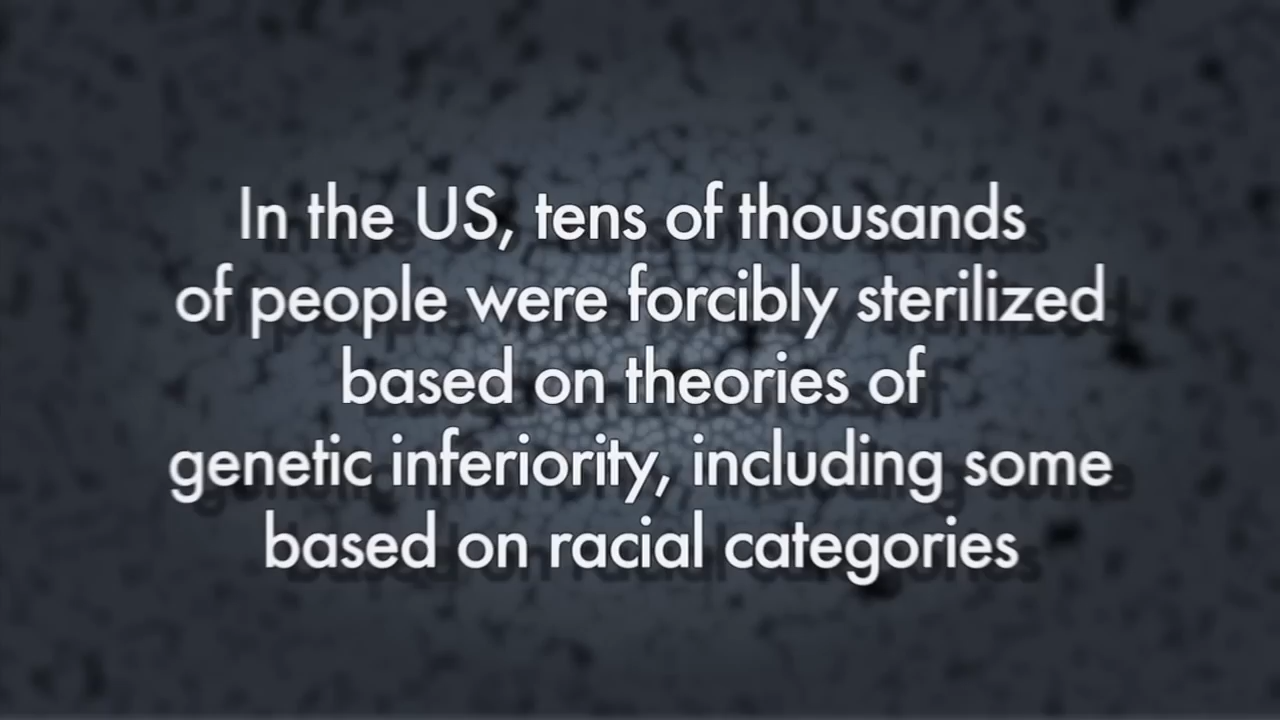 In the US, tens of thousands
of people were forcibly sterilized
based on theories of
genetic inferiority, including some
based on racial categories